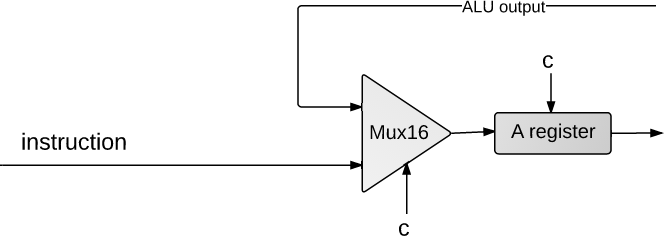 ALU output
c
Mux16
A register
instruction
c